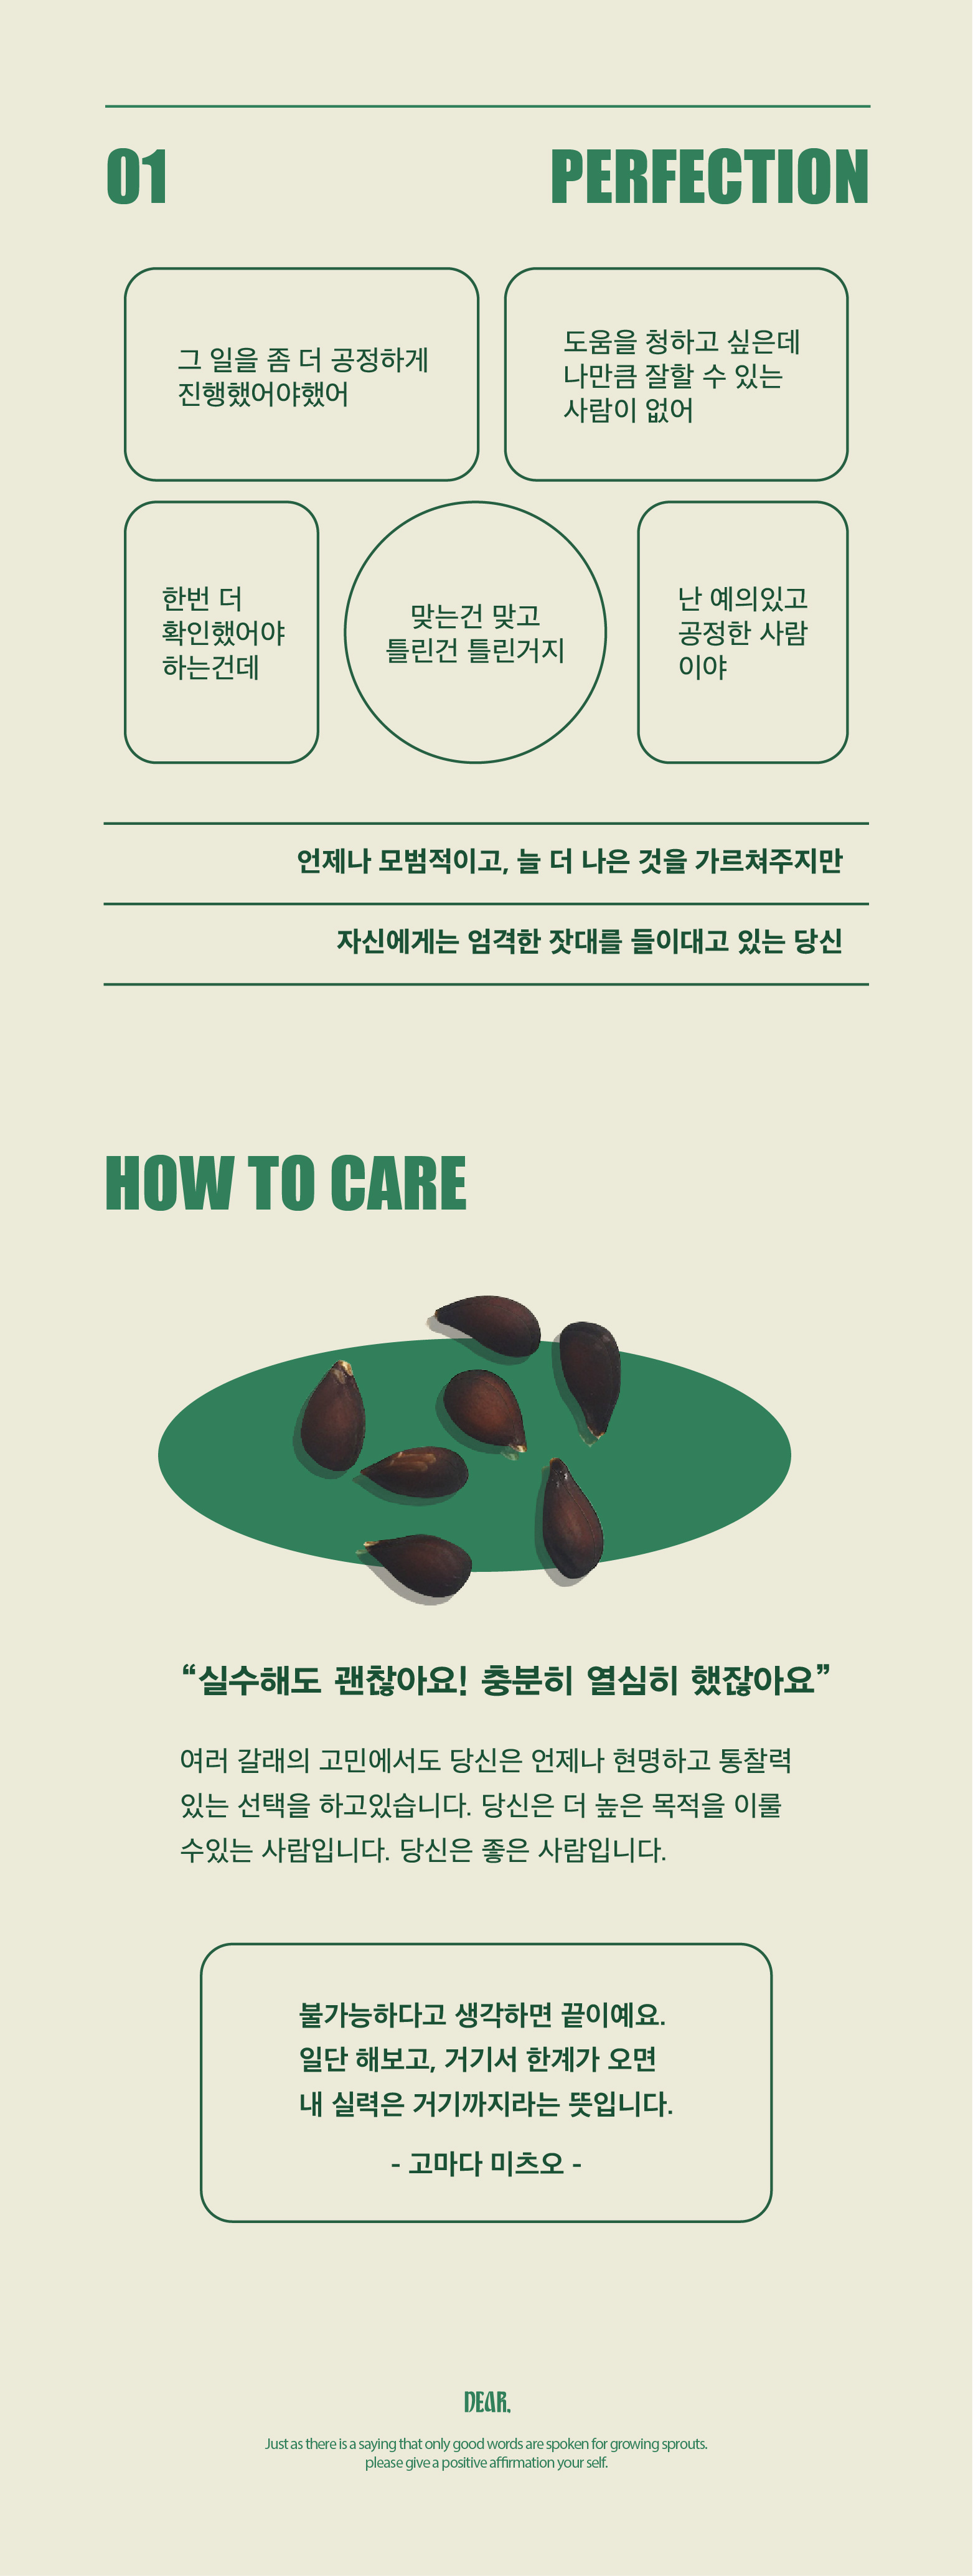 01
PERFECTION
그 일을 좀 더 공정하게
진행했어야했어
도움을 청하고 싶은데
나만큼 잘할 수 있는
사람이 없어
한번 더
확인했어야
하는건데
맞는건 맞고
틀린건 틀린거지
난 예의있고
공정한 사람
이야
언제나 모범적이고, 늘 더 나은 것을 가르쳐주지만
자신에게는 엄격한 잣대를 들이대고 있는 당신
HOW TO CARE
“실수해도 괜찮아요! 충분히 열심히 했잖아요”
여러 갈래의 고민에서도 당신은 언제나 현명하고 통찰력
있는 선택을 하고있습니다. 당신은 더 높은 목적을 이룰
수있는 사람입니다. 당신은 좋은 사람입니다.
불가능하다고 생각하면 끝이예요.
일단 해보고, 거기서 한계가 오면
내 실력은 거기까지라는 뜻입니다.
- 고마다 미츠오 -
DEAR.
Just as there is a saying that only good words are spoken for growing sprouts.
please give a positive affirmation your self.